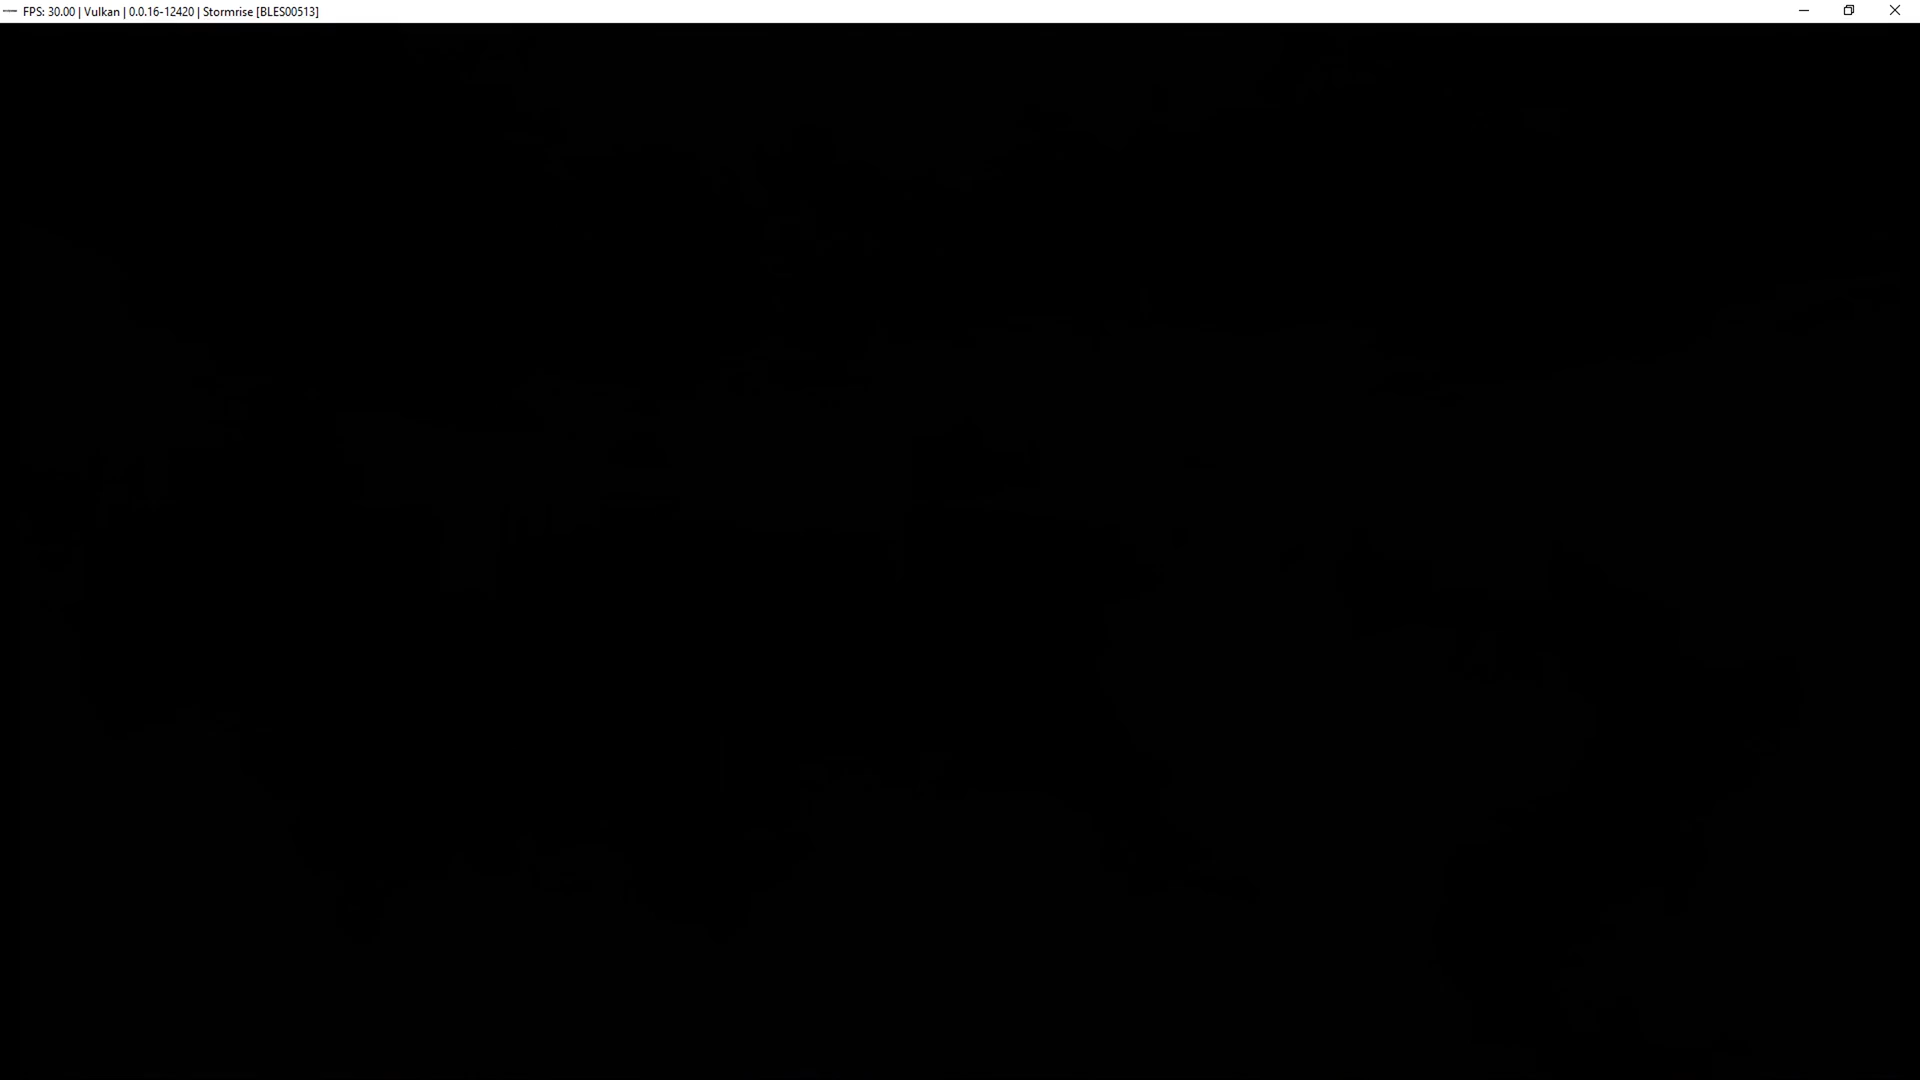 FPS: 30.00 | Vulkan | 0.0.16-12420 | Stormrise [BLES00513]